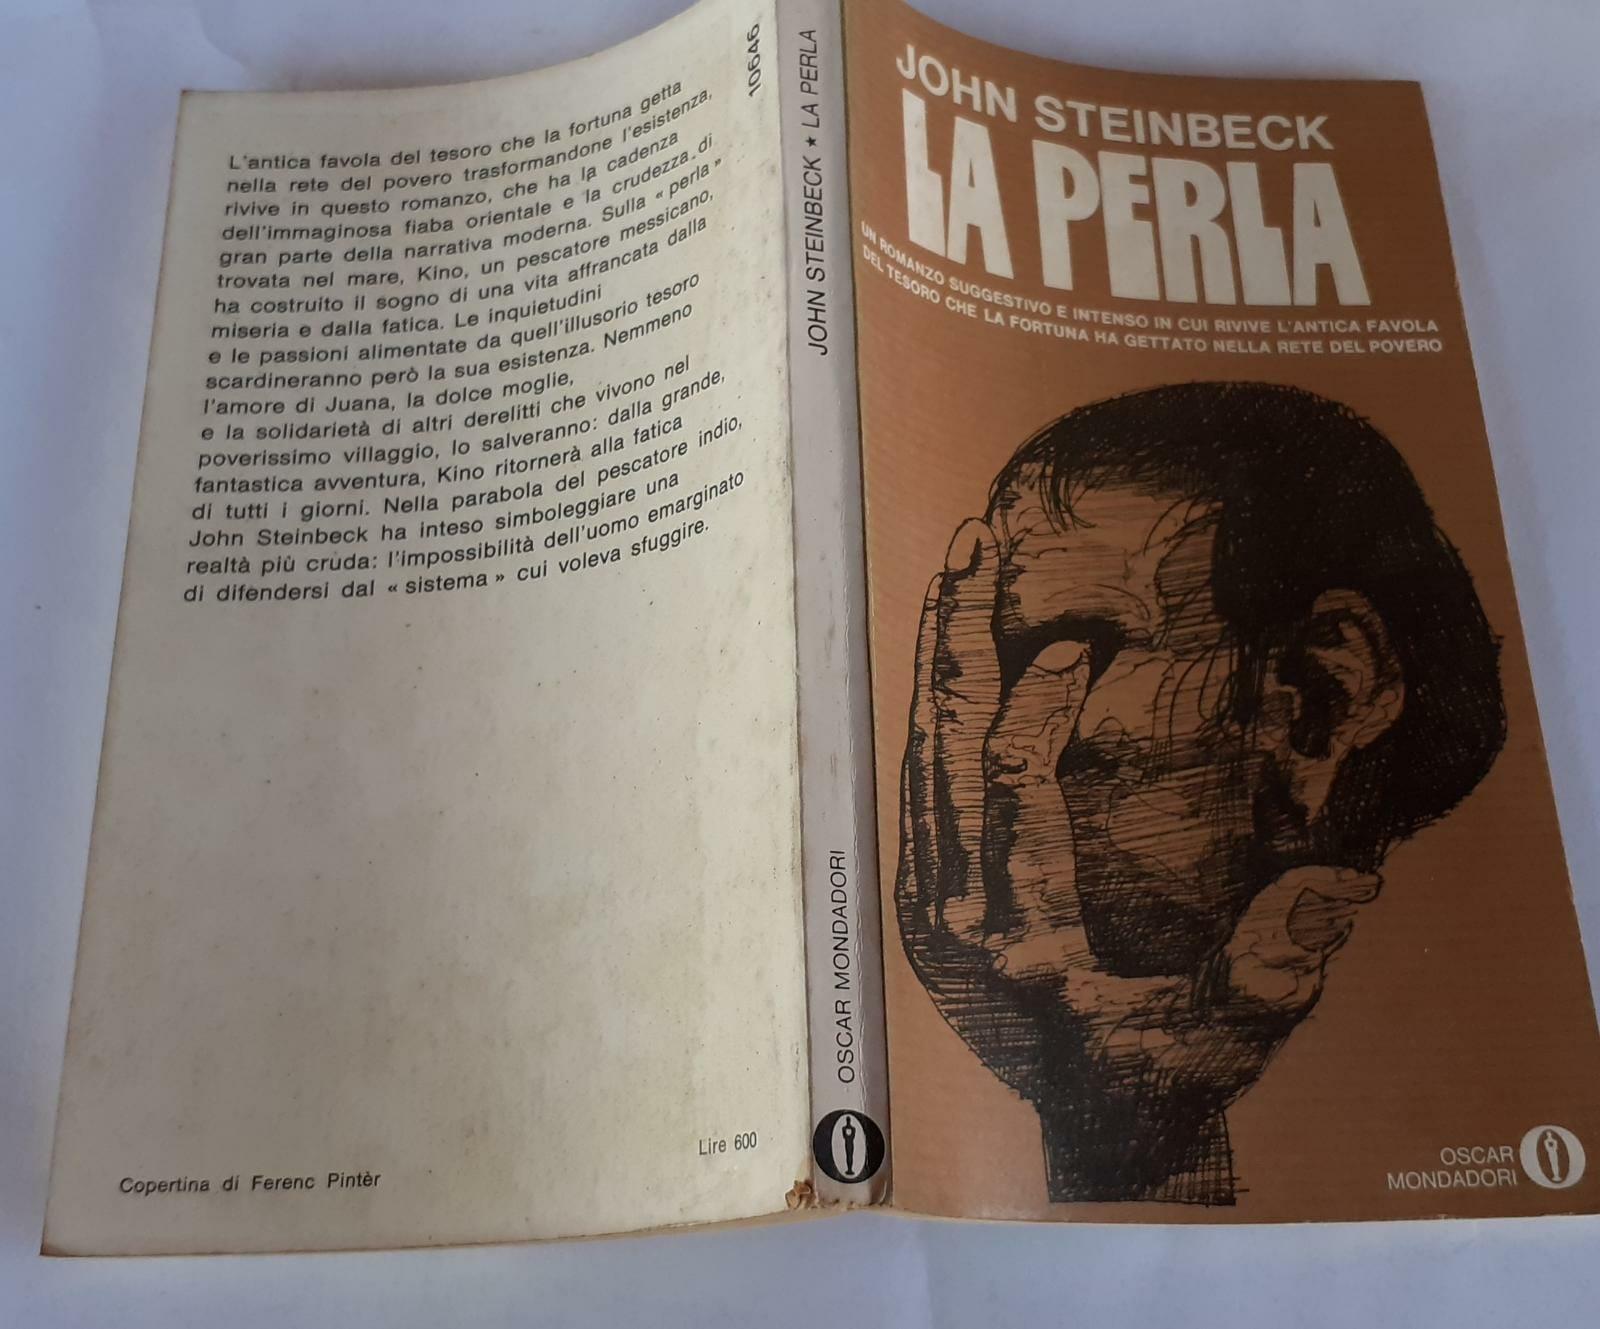 L'antica favola del tesoro che la fortuna getta
nella rete del povero trasformandone l'esistenza,
rivive in questo romanzo, che ha la cadenza
dell'immaginosa fiaba orientale e la crudezza di
gran parte della narrativa moderna. Sulla « perla »
trovata nel mare, Kino, un pescatore messicano,
ha costruito il sogno di una vita affrancata dalla
miseria e dalla fatica. Le inquietudini
e le passioni alimentate da quell'illusorio tesoro
scardineranno però la sua esistenza. Nemmeno
l'amore di Juana, la dolce moglie,
e la solidarietà di altri derelitti che vivono nel
poverissimo villaggio, lo salveranno: dalla grande,
fantastica avventura, Kino ritornerà alla fatica
di tutti i giorni. Nella parabola del pescatore indio,
John Steinbeck ha inteso simboleggiare una
realtà più cruda: l'impossibilità dell'uomo emarginato
di difendersi dal « sistema » cui voleva sfuggire.
10646
Lire 600
Copertina di Ferenc Pintèr
JOHN STEINBECK ★ LA PERLA
OSCAR MONDADORI
JOHN STEINBECK
LA PERLA
UN ROMANZO SUGGESTIVO E INTENSO IN CUI RIVIVE L'ANTICA FAVOLA
DEL TESORO CHE LA FORTUNA HA GETTATO NELLA RETE DEL POVERO
OSCAR
MONDADORI